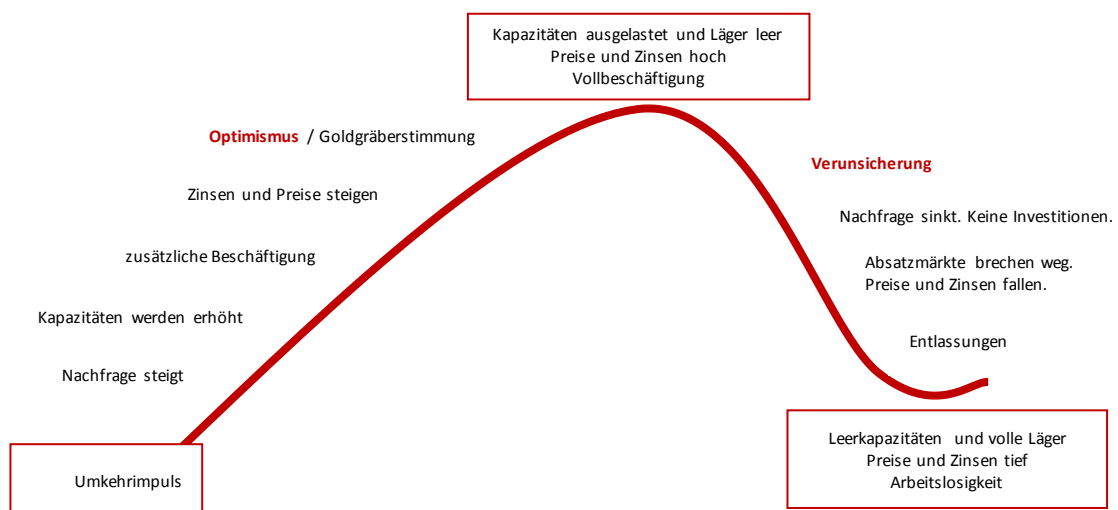 Kapazitäten ausgelastet und Läger leer
Preise und Zinsen hoch
Vollbeschäftigung
Optimismus / Goldgräberstimmung
Zinsen und Preise steigen
zusätzliche Beschäftigung
Kapazitäten werden erhöht
Nachfrage steigt
Umkehrimpuls
Verunsicherung
Nachfrage sinkt. Keine Investitionen.
Absatzmärkte brechen weg.
Preise und Zinsen fallen.
Entlassungen
Leerkapazitäten und volle Läger
Preise und Zinsen tief
Arbeitslosigkeit